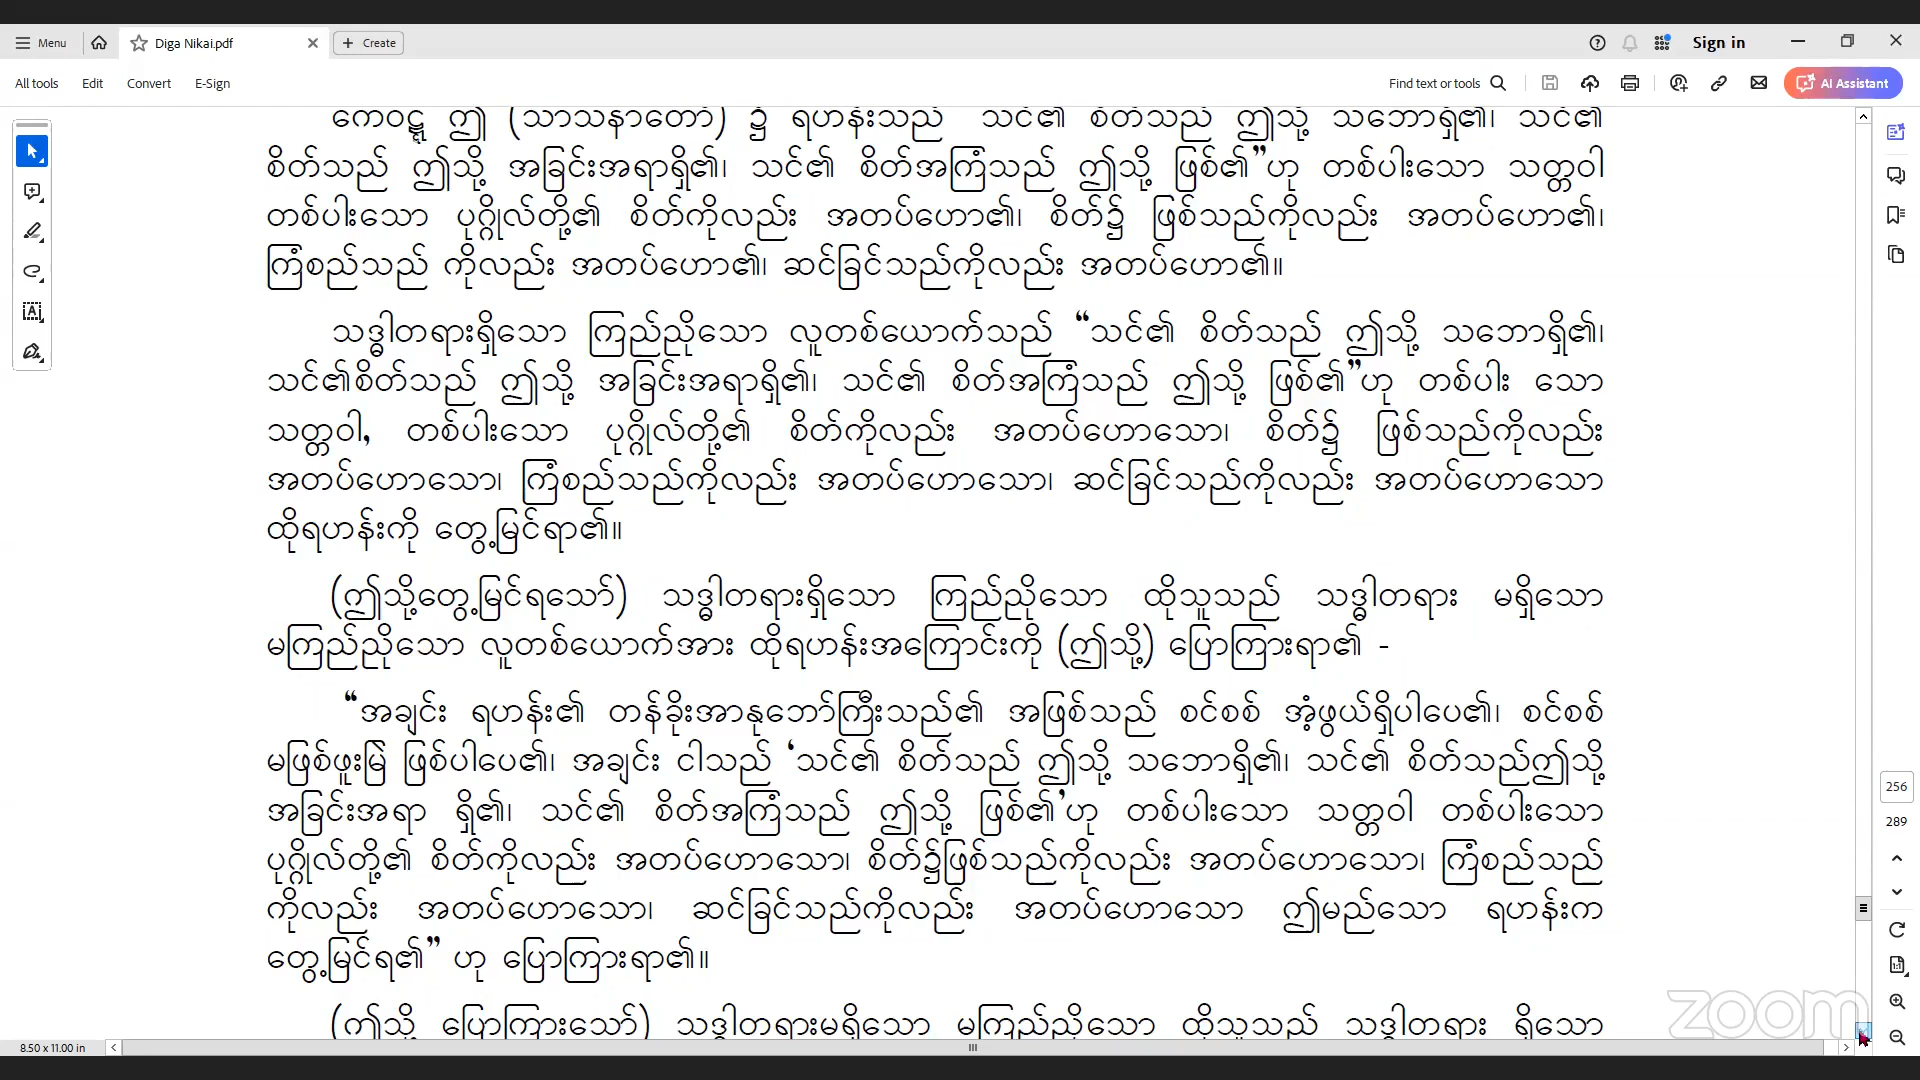 Menu
Diga Nikai.pdf
Create
Sign in
All tools
Edit
Convert
E-Sign
Find text or tools
AI Assistant
ကေဝဋ္ဋ ဤ (သာသနာတော်) ၌ ရဟန်းသည် သင်၏ စိတ်သည် ဤသို့ သဘောရှိ၏၊ သင်၏
စိတ်သည် ဤသို့ အခြင်းအရာရှိ၏၊ သင်၏ စိတ်အကြံသည် ဤသို့ ဖြစ်၏”ဟု တစ်ပါးသော သတ္တဝါ
တစ်ပါးသော ပုဂ္ဂိုလ်တို့၏ စိတ်ကိုလည်း အတပ်ဟော၏၊ စိတ်၌ ဖြစ်သည်ကိုလည်း အတပ်ဟော၏၊
ကြံစည်သည် ကိုလည်း အတပ်ဟော၏၊ ဆင်ခြင်သည်ကိုလည်း အတပ်ဟော၏။
သဒ္ဓါတရားရှိသော ကြည်ညိုသော လူတစ်ယောက်သည် “သင်၏ စိတ်သည် ဤသို့ သဘောရှိ၏၊
သင်၏စိတ်သည် ဤသို့ အခြင်းအရာရှိ၏၊ သင်၏ စိတ်အကြံသည် ဤသို့ ဖြစ်၏”ဟု တစ်ပါး သော
သတ္တဝါ, တစ်ပါးသော ပုဂ္ဂိုလ်တို့၏ စိတ်ကိုလည်း အတပ်ဟောသော၊ စိတ်၌ ဖြစ်သည်ကိုလည်း
အတပ်ဟောသော၊ ကြံစည်သည်ကိုလည်း အတပ်ဟောသော၊ ဆင်ခြင်သည်ကိုလည်း အတပ်ဟောသော
ထိုရဟန်းကို တွေ့မြင်ရာ၏။
(ဤသို့တွေ့မြင်ရသော်) သဒ္ဓါတရားရှိသော ကြည်ညိုသော ထိုသူသည် သဒ္ဓါတရား မရှိသော
မကြည်ညိုသော လူတစ်ယောက်အား ထိုရဟန်းအကြောင်းကို (ဤသို့) ပြောကြားရာ၏ -
“အချင်း ရဟန်း၏ တန်ခိုးအာနုဘော်ကြီးသည်၏ အဖြစ်သည် စင်စစ် အံ့ဖွယ်ရှိပါပေ၏၊ စင်စစ်
မဖြစ်ဖူးမြဲ ဖြစ်ပါပေ၏၊ အချင်း ငါသည် ‘သင်၏ စိတ်သည် ဤသို့ သဘောရှိ၏၊ သင်၏ စိတ်သည်ဤသို့
အခြင်းအရာ ရှိ၏၊ သင်၏ စိတ်အကြံသည် ဤသို့ ဖြစ်၏’ဟု တစ်ပါးသော သတ္တဝါ တစ်ပါးသော
ပုဂ္ဂိုလ်တို့၏ စိတ်ကိုလည်း အတပ်ဟောသော၊ စိတ်၌ဖြစ်သည်ကိုလည်း အတပ်ဟောသော၊ ကြံစည်သည်
ကိုလည်း အတပ်ဟောသော၊ ဆင်ခြင်သည်ကိုလည်း အတပ်ဟောသော ဤမည်သော ရဟန်းက
တွေ့မြင်ရ၏” ဟု ပြောကြားရာ၏။
(ဤသို့ ပြောကြားသော်) သဒ္ဓါတရားမရှိသော မကြည်ညိုသော ထိုသူသည် သဒ္ဓါတရား ရှိသော
256
289
zoom
8.50 x 11.00 in